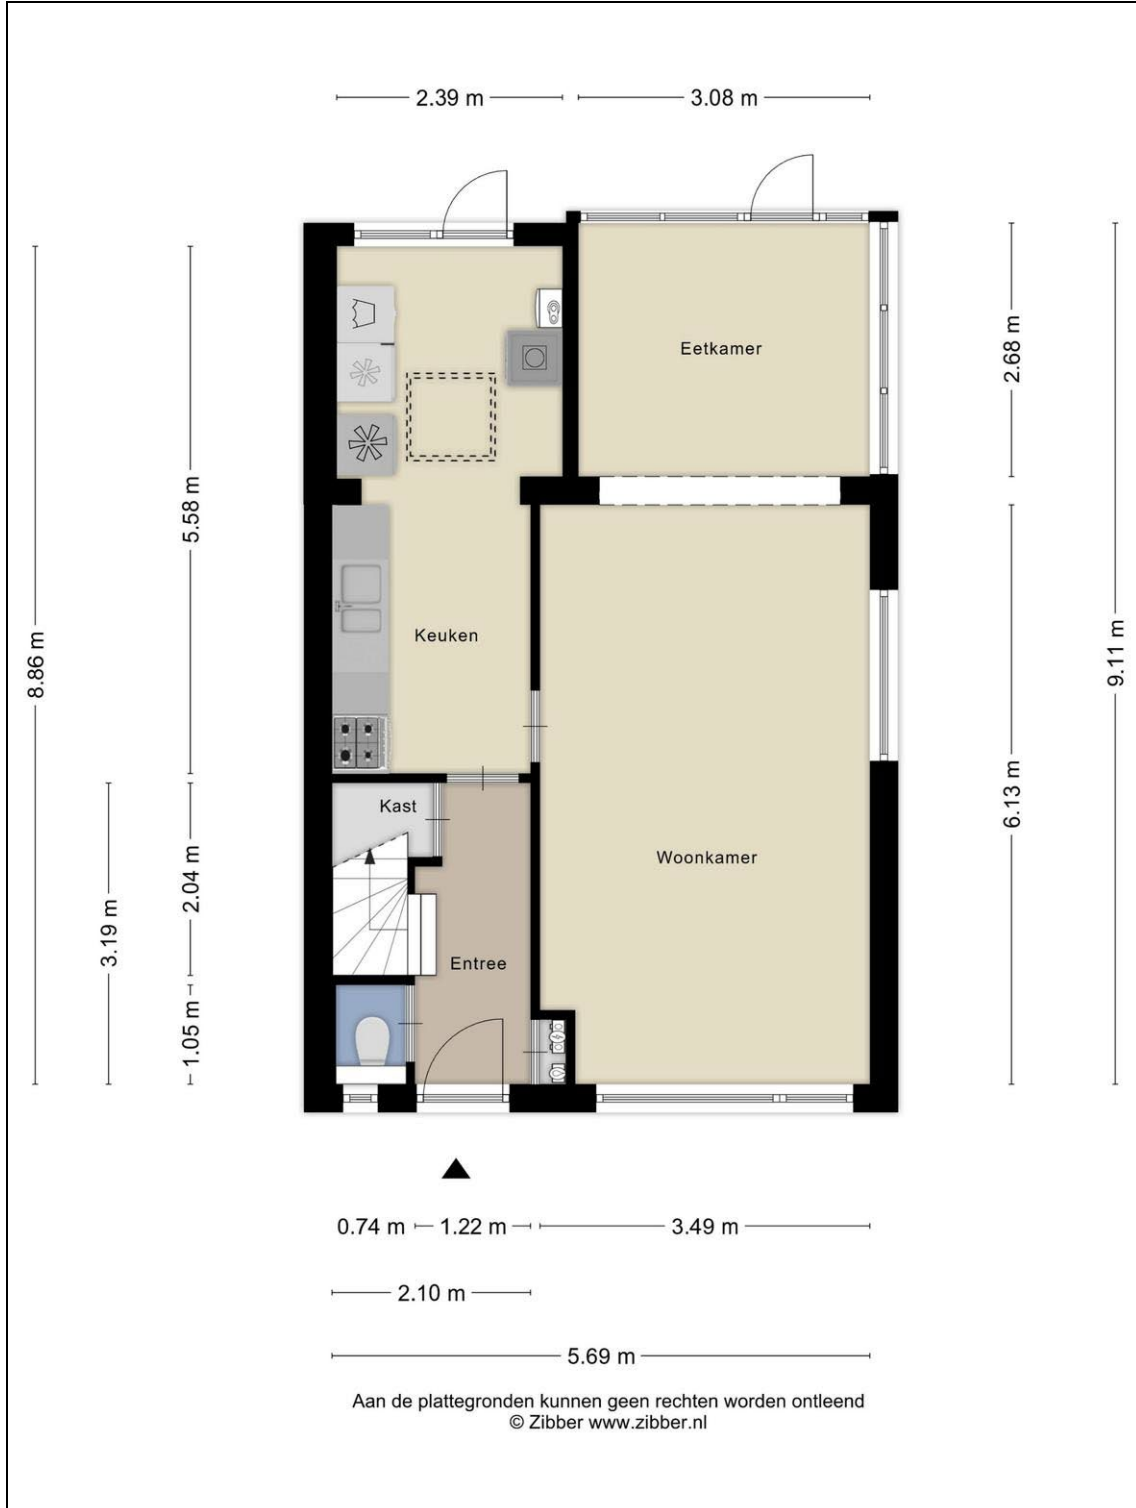 2.39 m
3.08 m
Eetkamer
2.68 m
5.58 m
Keuken
8.86 m
9.11 m
Kast
6.13 m
Woonkamer
2.04 m
3.19 m
Entree
1.05 m
0.74 m
1.22 m
3.49 m
2.10 m
5.69 m
Aan de plattegronden kunnen geen rechten worden ontleend
© Zibber www.zibber.nl